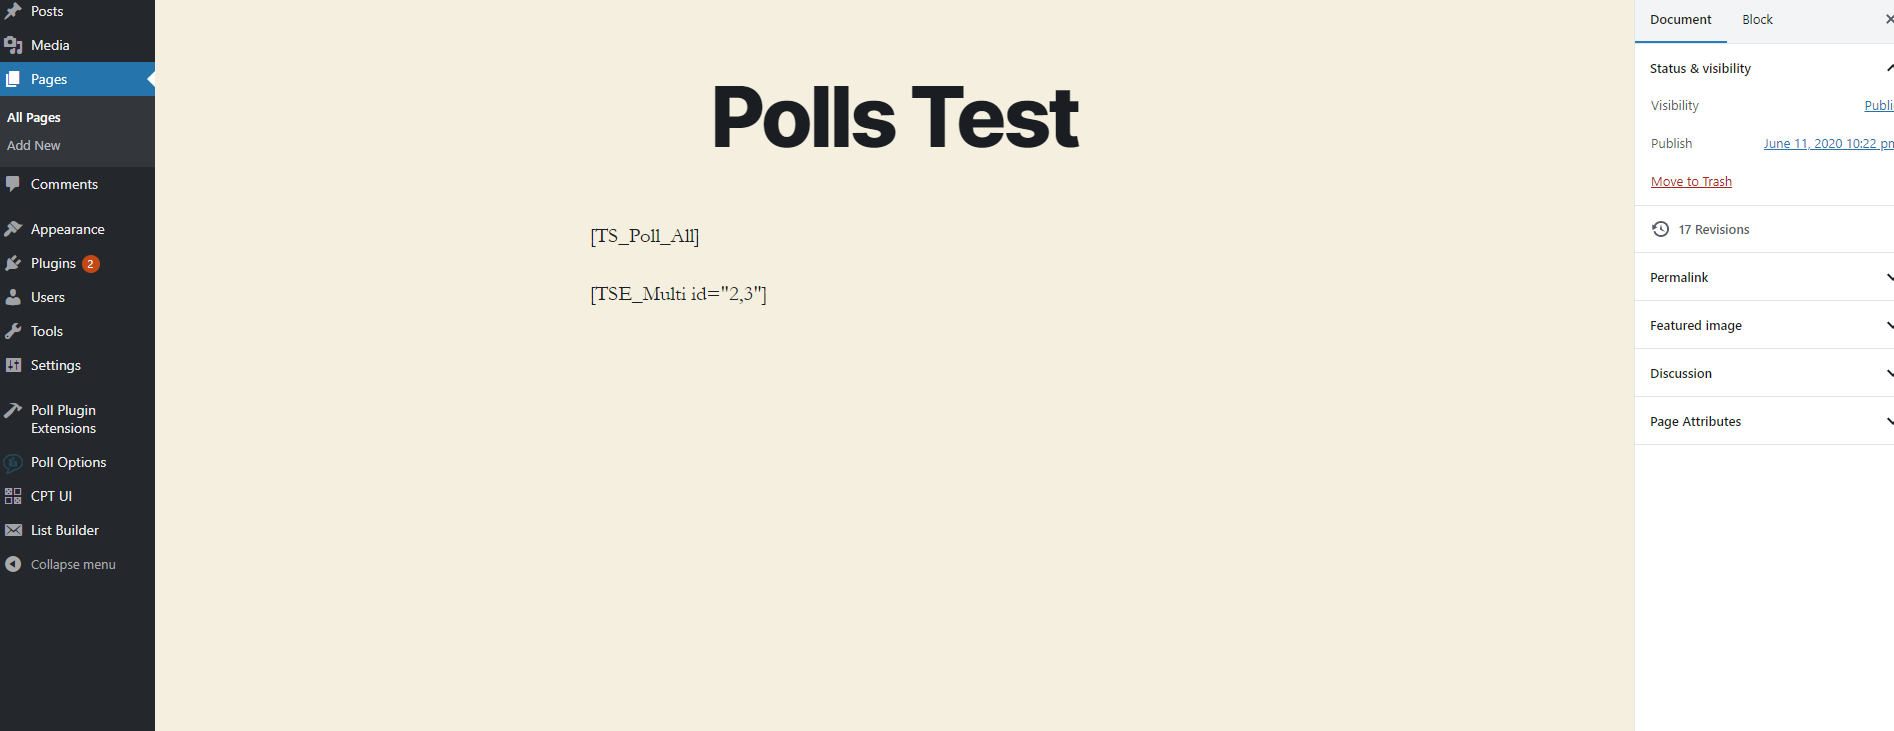 Posts
Media
Pages
All Pages
Add New
Comments
Appearance
Plugins 2
Users
Tools
Settings
Poll Plugin
Extensions
Poll Options
CPT UI
List Builder
Collapse menu
Polls Test
[TS_Poll_All]
[TSE_Multi id="2,3"]
Document Block
Status & visibility
Visibility Publi
Publish June 11, 2020 10:22 pm
Move to Trash
17 Revisions
Permalink
Featured image
Discussion
Page Attributes